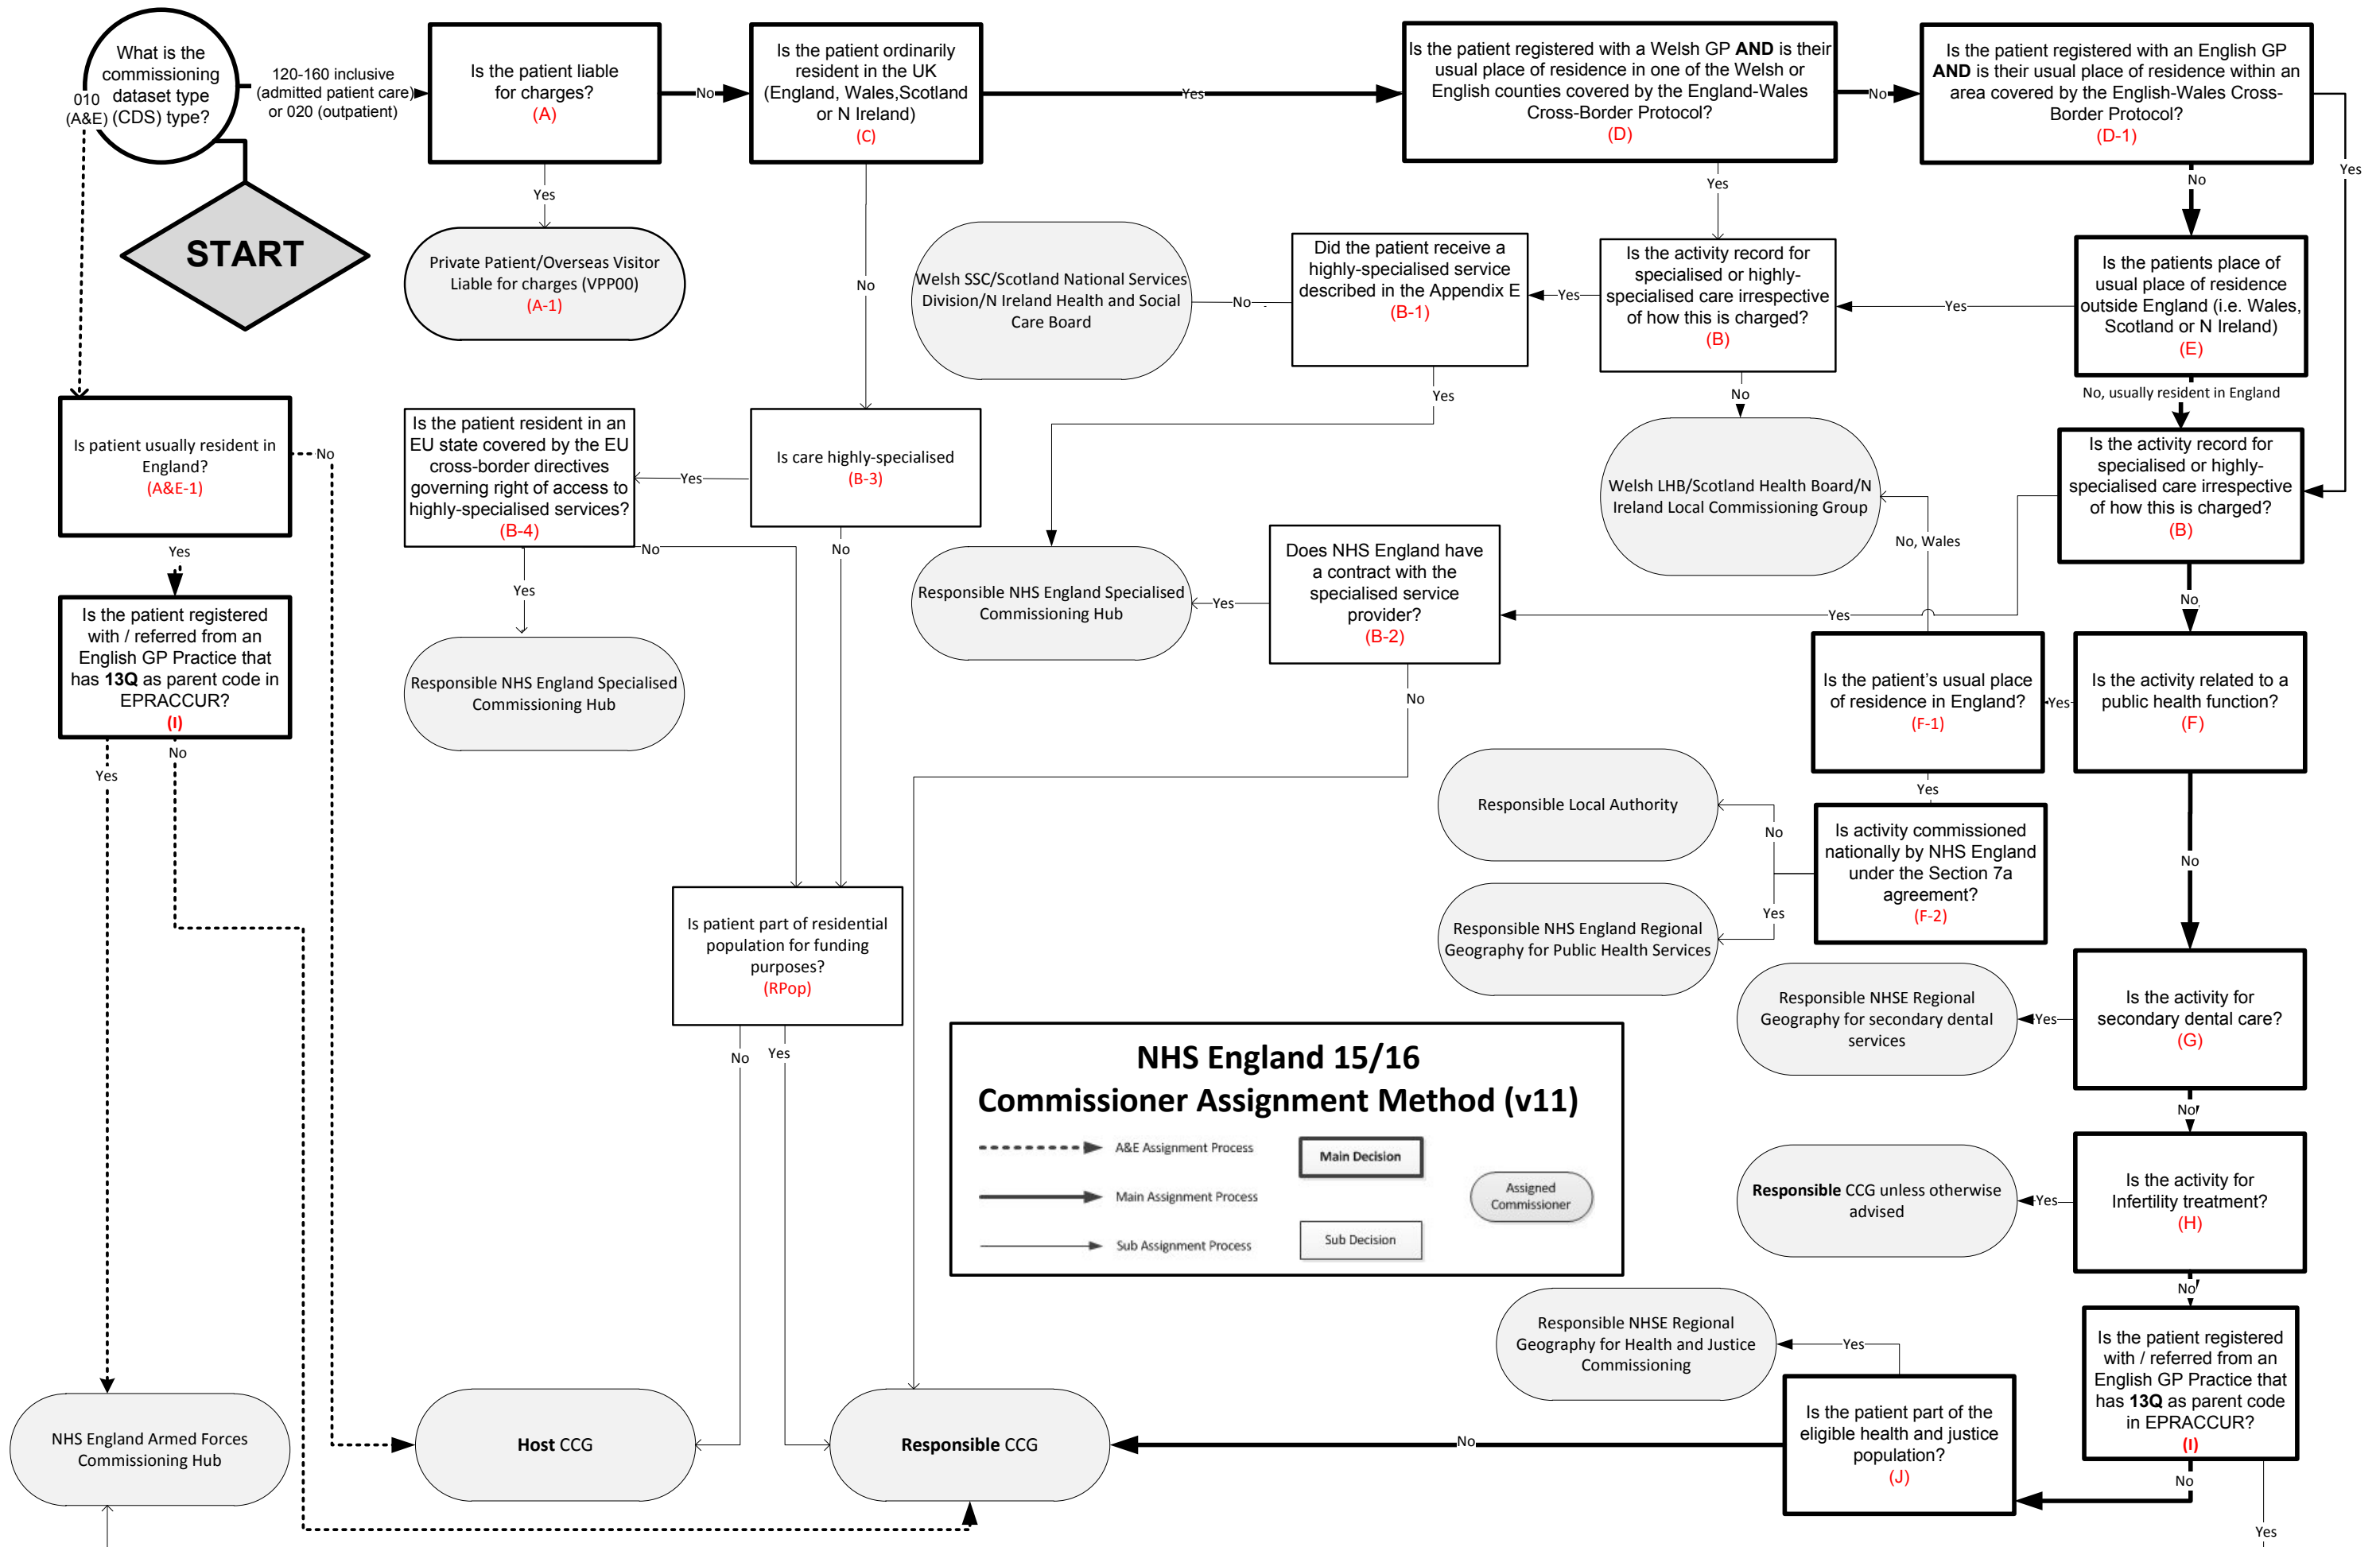 What is the
commissioning
dataset type
(CDS) type?
010
(A&E)
120-160 inclusive
(admitted patient care)
or 020 (outpatient)
START
Is the patient liable
for charges?
(A)
No
Yes
Private Patient/Overseas Visitor
Liable for charges (VPP00)
(A-1)
Is the patient ordinarily
resident in the UK
(England, Wales,Scotland
or N Ireland)
(C)
Yes
No
Is the patient registered with a Welsh GP AND is their
usual place of residence in one of the Welsh or
English counties covered by the England-Wales
Cross-Border Protocol?
(D)
No
Yes
Is the patient registered with an English GP
AND is their usual place of residence within an
area covered by the English-Wales Cross-
Border Protocol?
(D-1)
Yes
No
Welsh SSC/Scotland National Services
Division/N Ireland Health and Social
Care Board
No
Did the patient receive a
highly-specialised service
described in the Appendix E
(B-1)
Yes
Yes
Is the activity record for
specialised or highly-
specialised care irrespective
of how this is charged?
(B)
Yes
No
Is the patients place of
usual place of residence
outside England (i.e. Wales,
Scotland or N Ireland)
(E)
No, usually resident in England
Is patient usually resident in
England?
(A&E-1)
No
Yes
Is the patient resident in an
EU state covered by the EU
cross-border directives
governing right of access to
highly-specialised services?
(B-4)
Yes
No
Yes
Is care highly-specialised
(B-3)
No
Welsh LHB/Scotland Health Board/N
Ireland Local Commissioning Group
No, Wales
Is the activity record for
specialised or highly-
specialised care irrespective
of how this is charged?
(B)
Yes
No
Is the patient registered
with / referred from an
English GP Practice that
has 13Q as parent code in
EPRACCUR?
(I)
Yes
No
Responsible NHS England Specialised
Commissioning Hub
Responsible NHS England Specialised
Commissioning Hub
Yes
Does NHS England have
a contract with the
specialised service
provider?
(B-2)
No
Is the patient's usual place
of residence in England?
(F-1)
Yes
Yes
Is the activity related to a
public health function?
(F)
No
Responsible Local Authority
No
Yes
Is activity commissioned
nationally by NHS England
under the Section 7a
agreement?
(F-2)
Responsible NHS England Regional
Geography for Public Health Services
Is patient part of residential
population for funding
purposes?
(RPop)
No
Yes
Responsible NHSE Regional
Geography for secondary dental
services
Yes
Is the activity for
secondary dental care?
(G)
No
NHS England 15/16
Commissioner Assignment Method (v11)
A&E Assignment Process
Main Decision
Main Assignment Process
Assigned
Commissioner
Sub Assignment Process
Sub Decision
Responsible CCG unless otherwise
advised
Yes
Is the activity for
Infertility treatment?
(H)
No
Responsible NHSE Regional
Geography for Health and Justice
Commissioning
Yes
Is the patient registered
with / referred from an
English GP Practice that
has 13Q as parent code
in EPRACCUR?
(I)
No
Yes
Is the patient part of the
eligible health and justice
population?
(J)
No
NHS England Armed Forces
Commissioning Hub
Host CCG
Responsible CCG